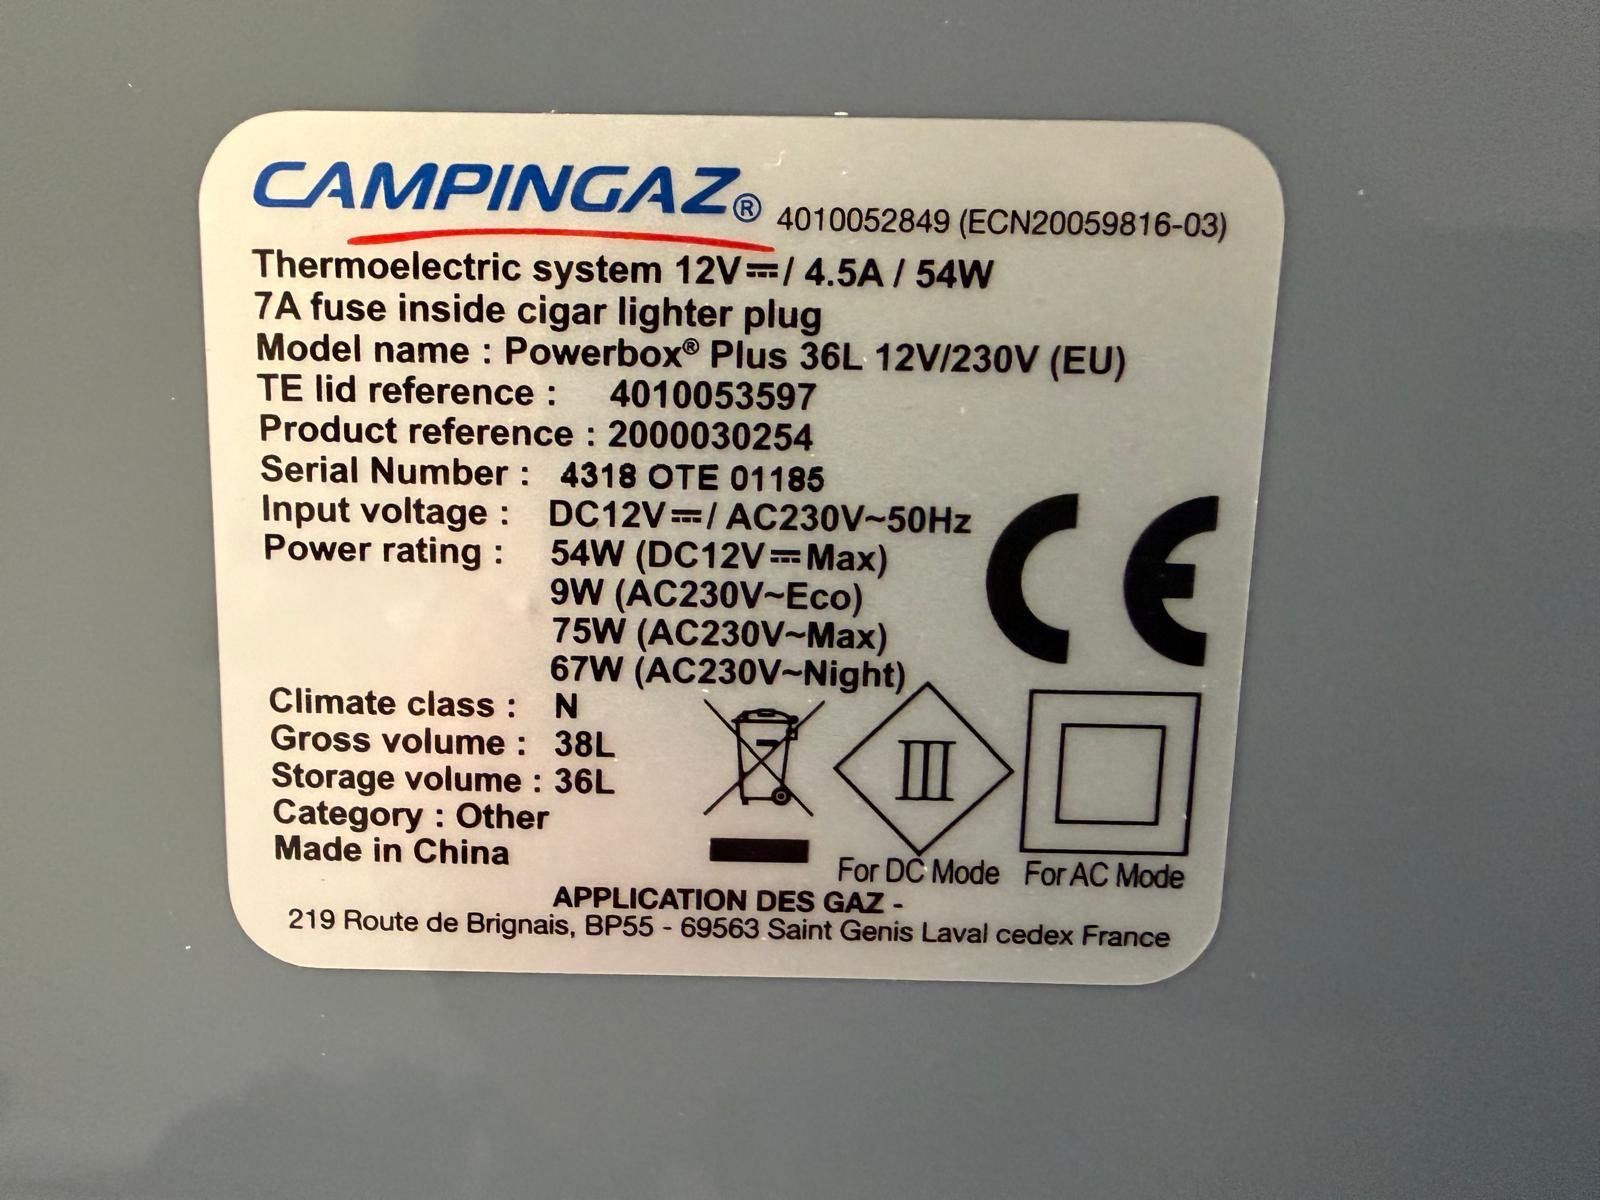 CAMPINGAZ® 4010052849 (ECN20059816-03)
Thermoelectric system 12V⎓/ 4.5A / 54W
7A fuse inside cigar lighter plug
Model name : Powerbox® Plus 36L 12V/230V (EU)
TE lid reference : 4010053597
Product reference : 2000030254
Serial Number : 4318 OTE 01185
Input voltage : DC12V⎓/ AC230V~50Hz
Power rating : 54W (DC12V⎓Max)
9W (AC230V~Eco)
75W (AC230V~Max)
67W (AC230V~Night)
CE
Climate class : N
Gross volume : 38L
Storage volume : 36L
Category : Other
Made in China
III
For DC Mode For AC Mode
APPLICATION DES GAZ -
219 Route de Brignais, BP55 - 69563 Saint Genis Laval cedex France